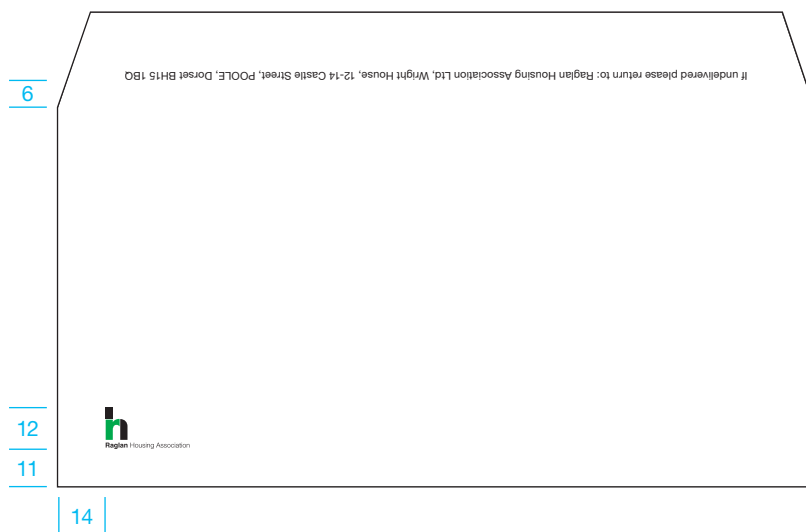 If undelivered please return to: Raglan Housing Association Ltd, Wright House, 12-14 Castle Street, POOLE, Dorset BH15 1BQ
6
12
Raglan Housing Association
11
14